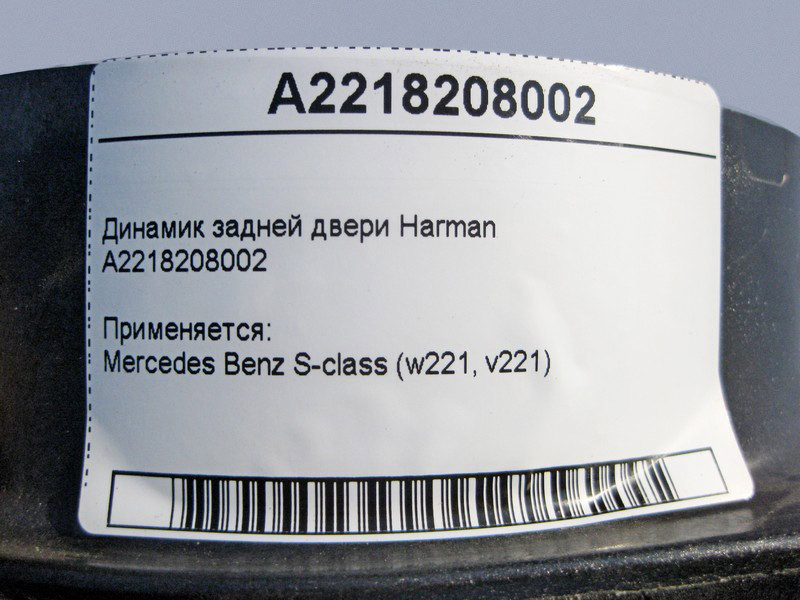 A2218208002
Динамик задней двери Harman
A2218208002
Применяется:
Mercedes Benz S-class (w221, v221)